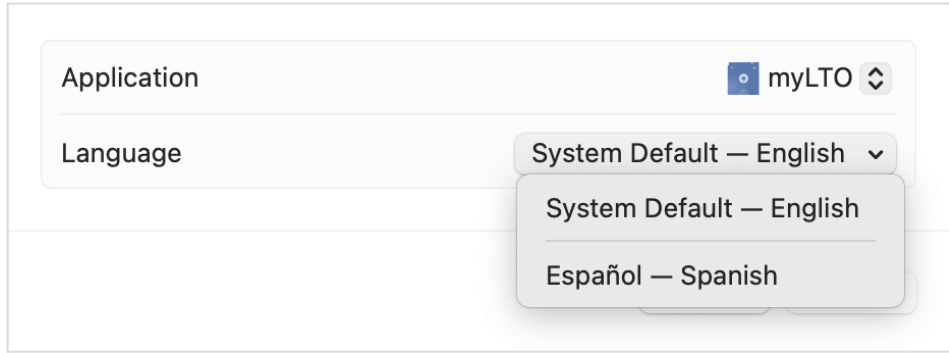 Application myLTO
Language System Default — English
System Default — English
Español — Spanish